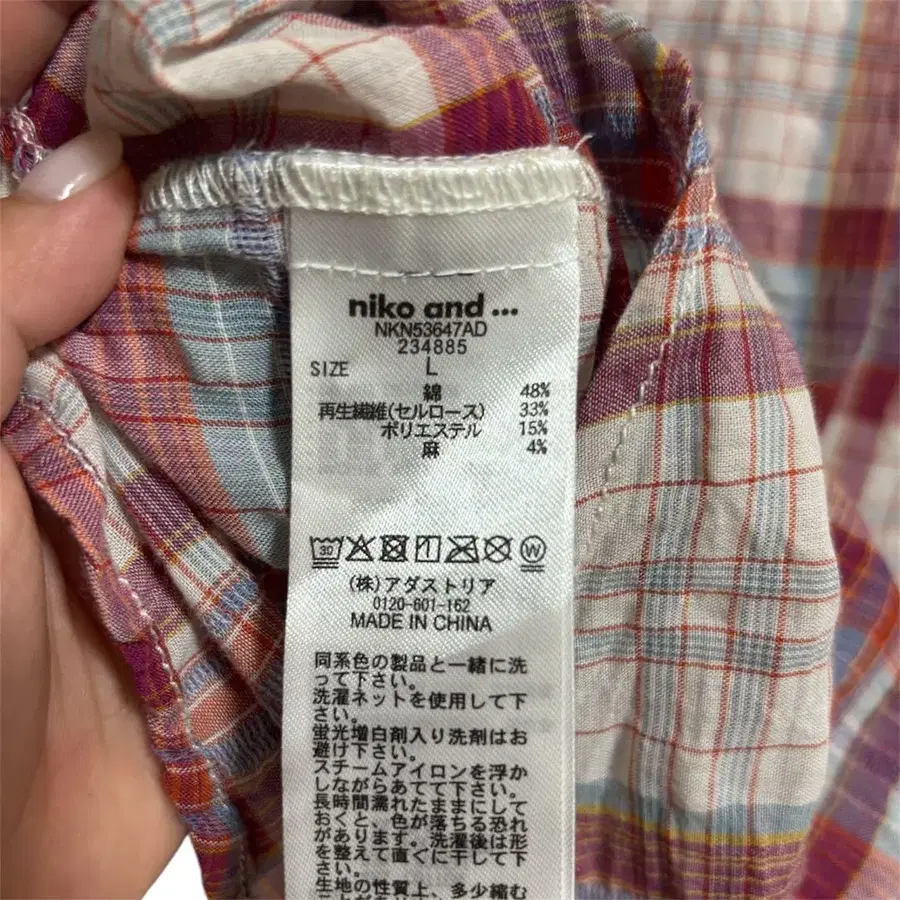 niko and ...
NKN53647AD
234885
SIZE L
綿 48%
再生繊維(セルロース) 33%
ポリエステル 15%
麻 4%
30 W
(株)アダストリア
0120-601-162
MADE IN CHINA
同系色の製品と一緒に洗
って下さい。
洗濯ネットを使用して下
さい。
蛍光増白剤入り洗剤はお
避け下さい。
スチームアイロンを浮か
しながらあてて下さい。
長時間濡れたままにして
おくと、色が落ちる恐れ
があります。洗濯後は形
を整えて直ぐに干して下
さい。
生地の性質上、多少縮む